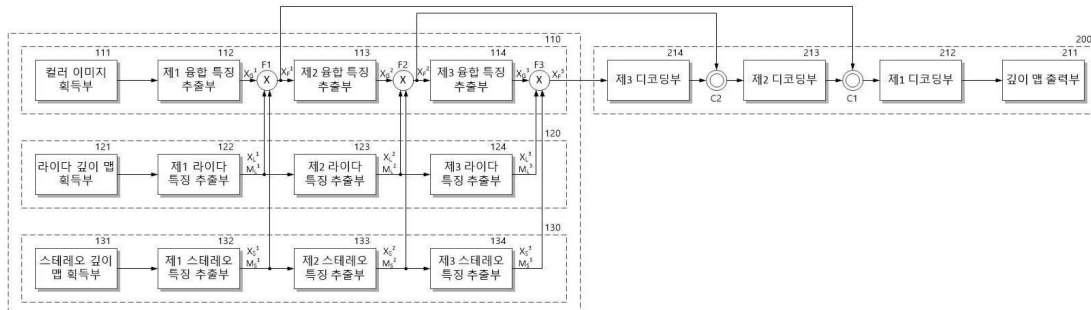 110
111
컬러 이미지
획득부
112
제1 융합 특징
추출부
X_G^1
F1
X
X_F^1
113
제2 융합 특징
추출부
X_G^2
F2
X
X_F^2
114
제3 융합 특징
추출부
X_G^3
F3
X
X_F^3
120
121
라이다 깊이 맵
획득부
122
제1 라이다
특징 추출부
X_L^1
M_S^1
123
제2 라이다
특징 추출부
X_L^2
M_S^2
124
제3 라이다
특징 추출부
X_L^3
M_S^3
130
131
스테레오 깊이
맵 획득부
132
제1 스테레오
특징 추출부
X_S^1
M_S^1
133
제2 스테레오
특징 추출부
X_S^2
M_S^2
134
제3 스테레오
특징 추출부
X_S^3
M_S^3
200
214
제3 디코딩부
C2
213
제2 디코딩부
C1
212
제1 디코딩부
211
깊이 맵 출력부